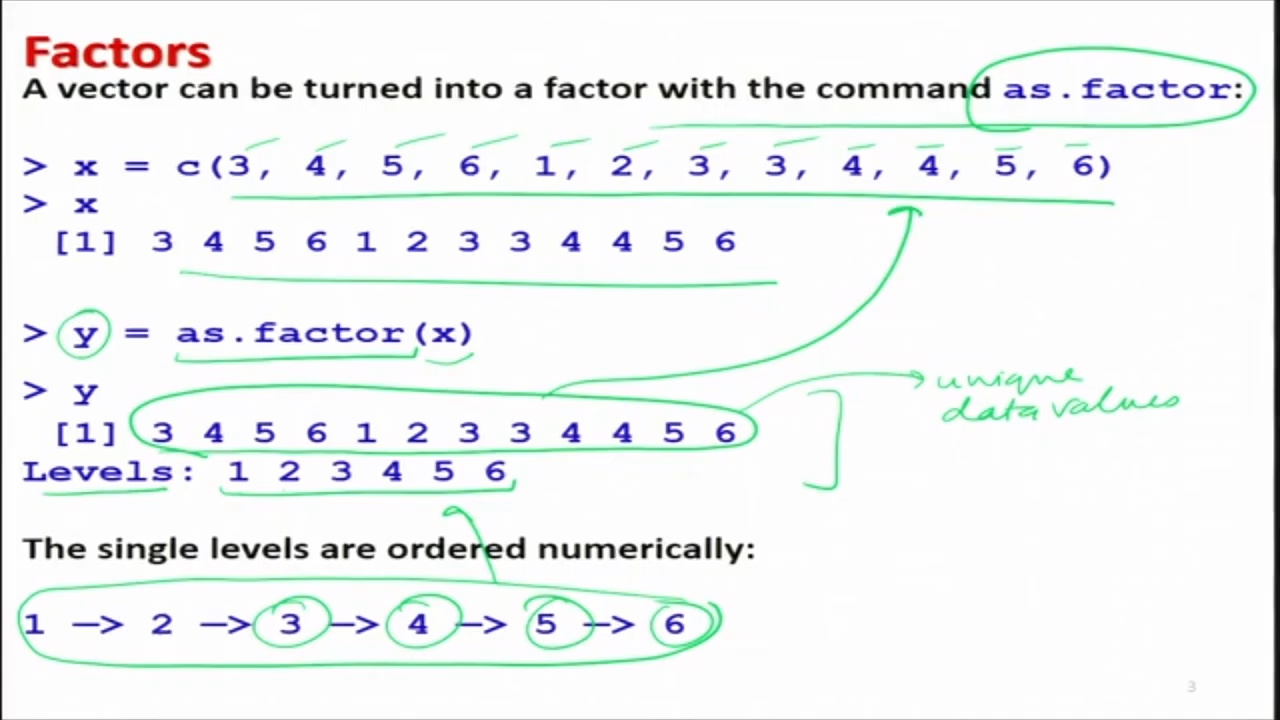 Factors
A vector can be turned into a factor with the command as.factor:
> x = c(3, 4, 5, 6, 1, 2, 3, 3, 4, 4, 5, 6)
> x
[1] 3 4 5 6 1 2 3 3 4 4 5 6
> y = as.factor(x)
> y
[1] 3 4 5 6 1 2 3 3 4 4 5 6
Levels: 1 2 3 4 5 6
unique
data values
The single levels are ordered numerically:
1 —> 2 —> 3 —> 4 —> 5 —> 6
3